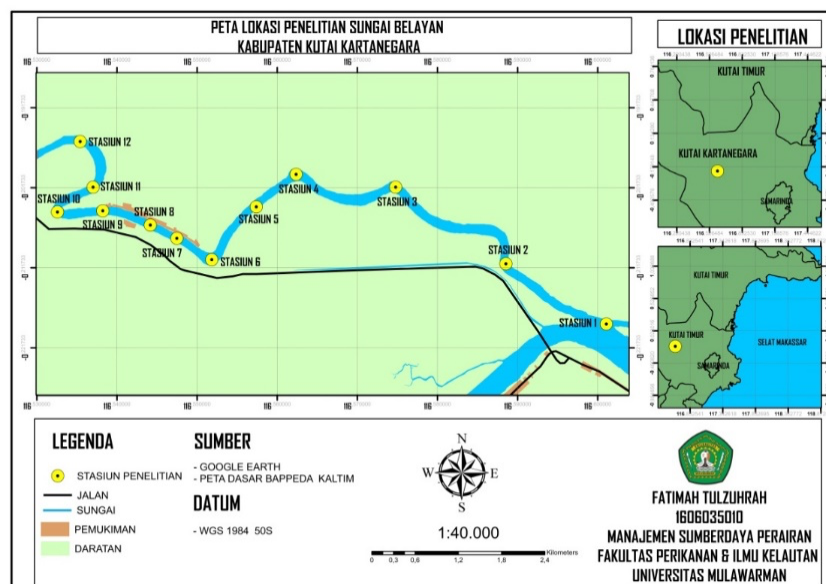 PETA LOKASI PENELITIAN SUNGAI BELAYAN
KABUPATEN KUTAI KARTANEGARA
STASIUN 12
STASIUN 11
STASIUN 10
STASIUN 9
STASIUN 8
STASIUN 7
STASIUN 6
STASIUN 5
STASIUN 4
STASIUN 3
STASIUN 2
STASIUN 1
LOKASI PENELITIAN
KUTAI TIMUR
KUTAI KARTANEGARA
SAMARINDA
KUTAI TIMUR
KUTAI TIMUR
SELAT MAKASSAR
SAMARINDA
LEGENDA
STASIUN PENELITIAN
JALAN
SUNGAI
PEMUKIMAN
DARATAN
SUMBER
- GOOGLE EARTH
- PETA DASAR BAPPEDA KALTIM
DATUM
- WGS 1984 50S
N
W E
S
1:40.000
Kilometers
0 0,3 0,6 1,2 1,8 2,4
FATIMAH TULZUHRAH
1606035010
MANAJEMEN SUMBERDAYA PERAIRAN
FAKULTAS PERIKANAN & ILMU KELAUTAN
UNIVERSITAS MULAWARMAN